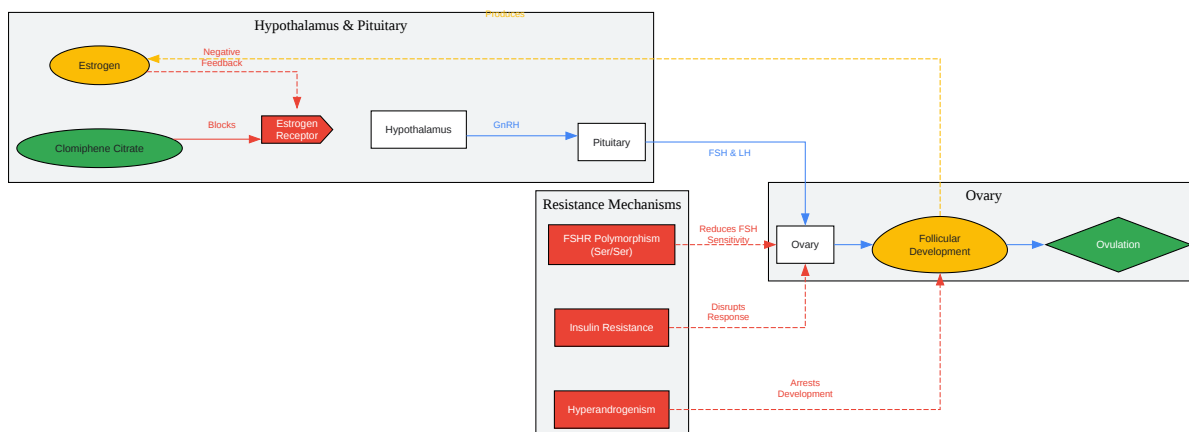 Produces
Hypothalamus & Pituitary
Estrogen
Negative
Feedback
Clomiphene Citrate
Blocks
Estrogen
Receptor
Hypothalamus
GnRH
Pituitary
FSH & LH
Resistance Mechanisms
FSHR Polymorphism
(Ser/Ser)
Reduces FSH
Sensitivity
Insulin Resistance
Disrupts
Response
Hyperandrogenism
Arrests
Development
Ovary
Ovary
Follicular
Development
Ovulation